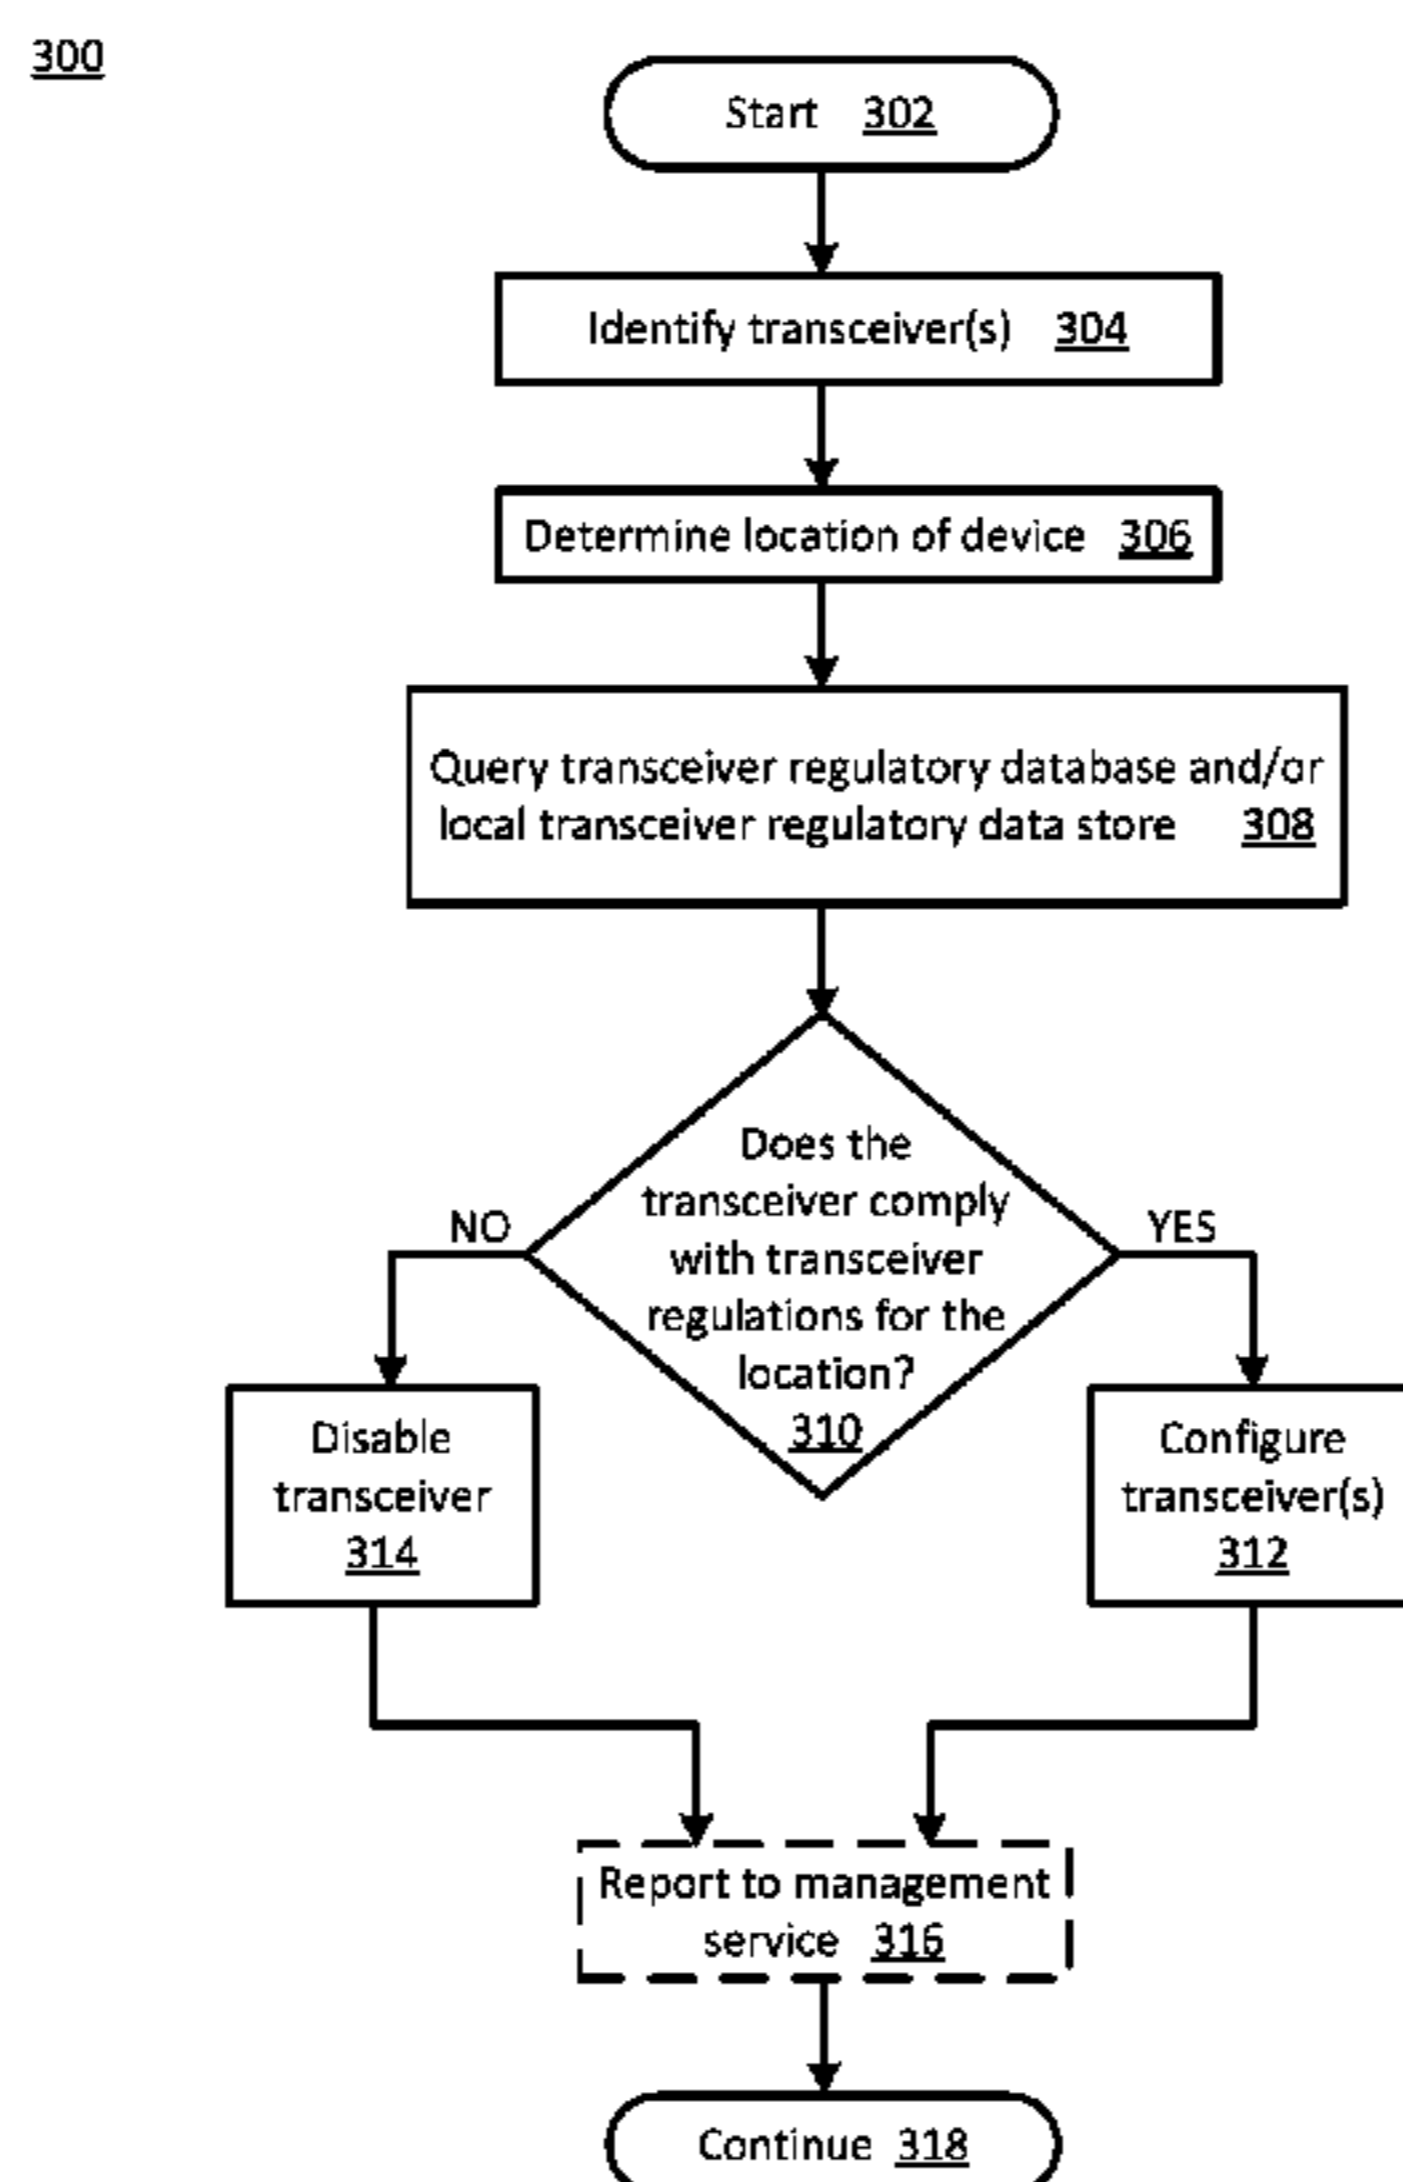 300
Start 302
Identify transceiver(s) 304
Determine location of device 306
Query transceiver regulatory database and/or
local transceiver regulatory data store 308
Does the
transceiver comply
with transceiver
regulations for the
location?
310
NO
YES
Disable
transceiver
314
Configure
transceiver(s)
312
Report to management
service 316
Continue 318